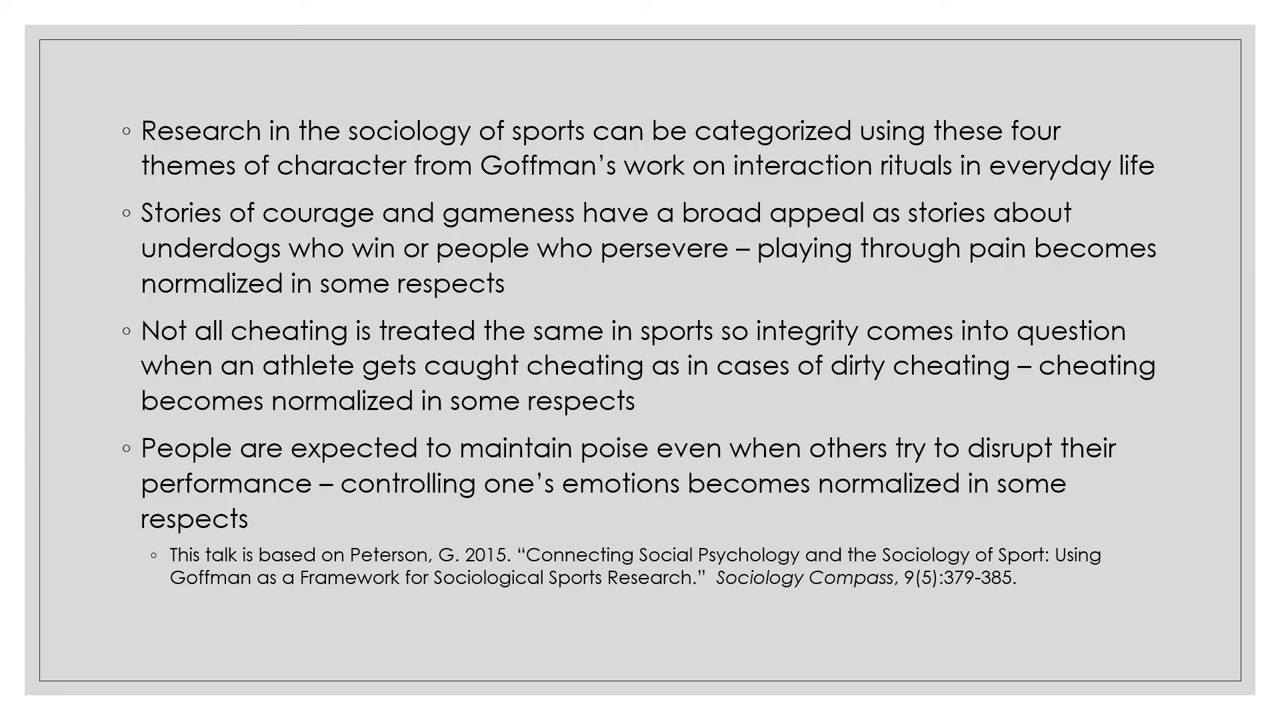 ◦ Research in the sociology of sports can be categorized using these four
themes of character from Goffman’s work on interaction rituals in everyday life
◦ Stories of courage and gameness have a broad appeal as stories about
underdogs who win or people who persevere – playing through pain becomes
normalized in some respects
◦ Not all cheating is treated the same in sports so integrity comes into question
when an athlete gets caught cheating as in cases of dirty cheating – cheating
becomes normalized in some respects
◦ People are expected to maintain poise even when others try to disrupt their
performance – controlling one’s emotions becomes normalized in some
respects
◦ This talk is based on Peterson, G. 2015. “Connecting Social Psychology and the Sociology of Sport: Using
Goffman as a Framework for Sociological Sports Research.” Sociology Compass, 9(5):379-385.